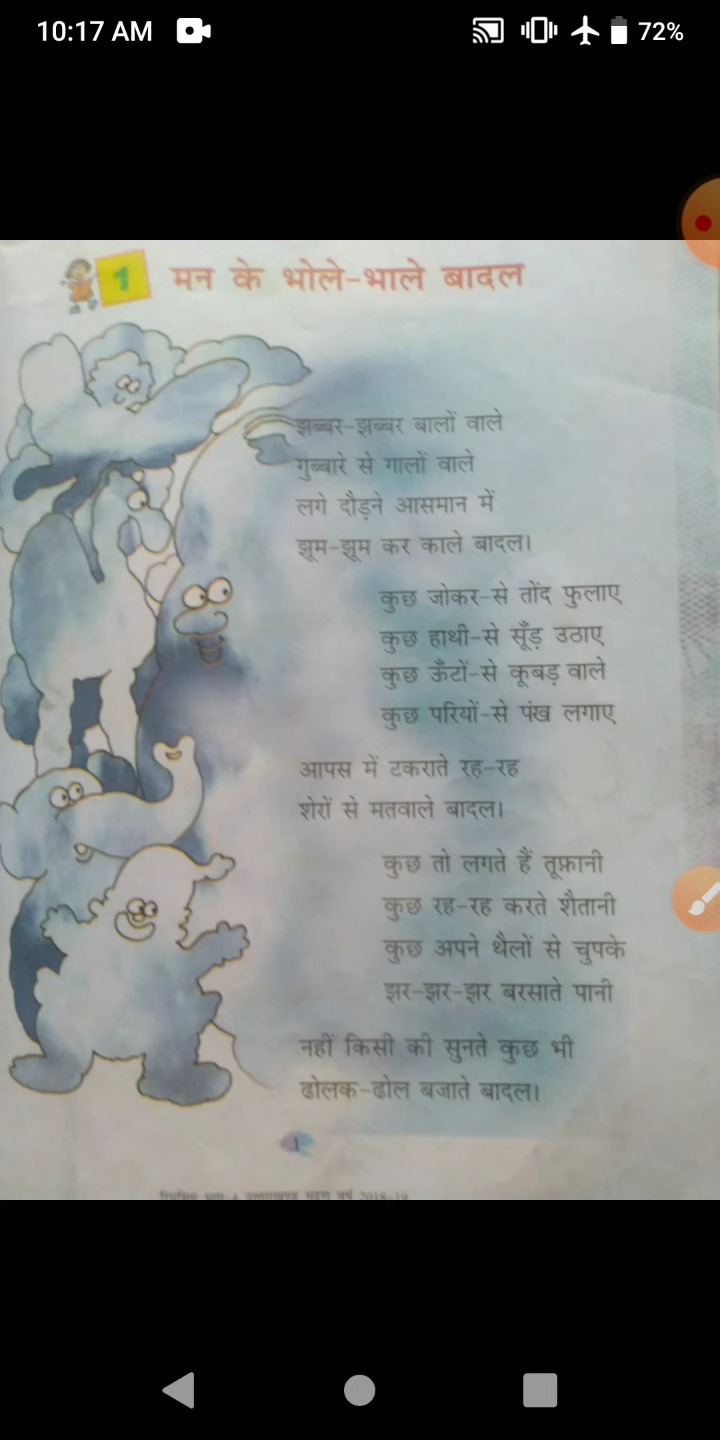 10:17 AM
72%
1 मन के भोले-भाले बादल
झब्बर-झब्बर बालों वाले
गुब्बारे से गालों वाले
लगे दौड़ने आसमान में
झूम-झूम कर काले बादल।
कुछ जोकर-से तोंद फुलाए
कुछ हाथी-से सूँड़ उठाए
कुछ ऊँटों-से कूबड़ वाले
कुछ परियों-से पंख लगाए
आपस में टकराते रह-रह
शेरों से मतवाले बादल।
कुछ तो लगते हैं तूफ़ानी
कुछ रह-रह करते शैतानी
कुछ अपने थैलों से चुपके
झर-झर-झर बरसाते पानी
नहीं किसी की सुनते कुछ भी
ढोलक-ढोल बजाते बादल।
1
2018-19